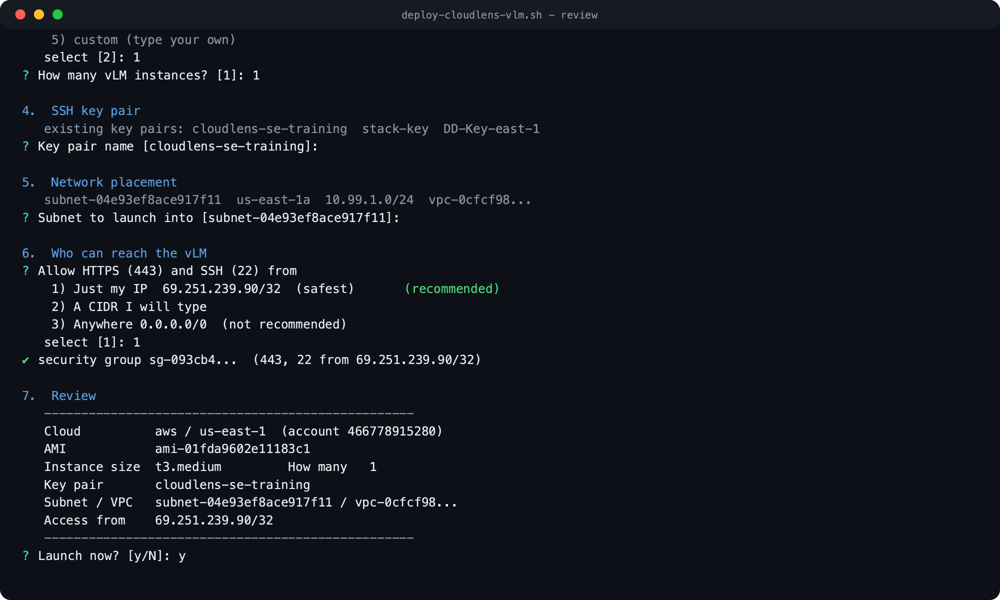 deploy-cloudlens-vlm.sh – review
5) custom (type your own)
select [2]: 1
? How many vLM instances? [1]: 1
4. SSH key pair
existing key pairs: cloudlens-se-training stack-key DD-Key-east-1
? Key pair name [cloudlens-se-training]:
5. Network placement
subnet-04e93ef8ace917f11 us-east-1a 10.99.1.0/24 vpc-0cfcf98...
? Subnet to launch into [subnet-04e93ef8ace917f11]:
6. Who can reach the vLM
? Allow HTTPS (443) and SSH (22) from
1) Just my IP 69.251.239.90/32 (safest) (recommended)
2) A CIDR I will type
3) Anywhere 0.0.0.0/0 (not recommended)
select [1]: 1
✔ security group sg-093cb4... (443, 22 from 69.251.239.90/32)
7. Review
--------------------------------------------------
Cloud aws / us-east-1 (account 466778915280)
AMI ami-01fda9602e11183c1
Instance size t3.medium How many 1
Key pair cloudlens-se-training
Subnet / VPC subnet-04e93ef8ace917f11 / vpc-0cfcf98...
Access from 69.251.239.90/32
--------------------------------------------------
? Launch now? [y/N]: y